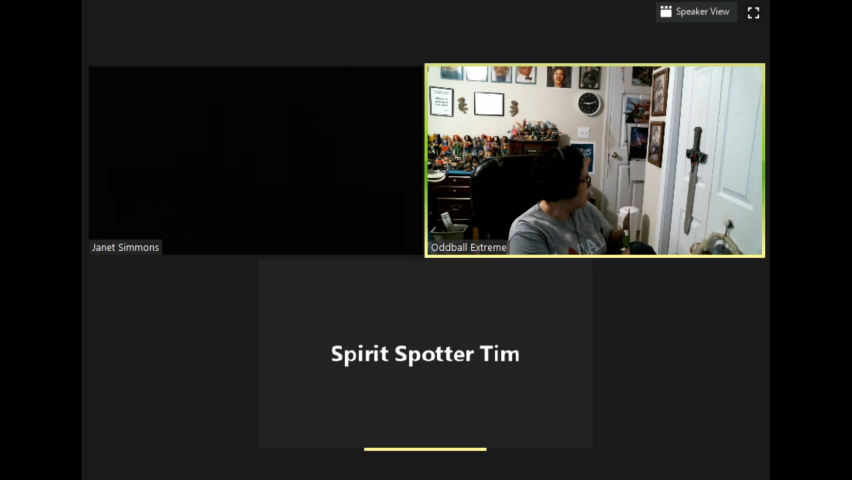 Speaker View
Janet Simmons
Oddball Extreme
Spirit Spotter Tim